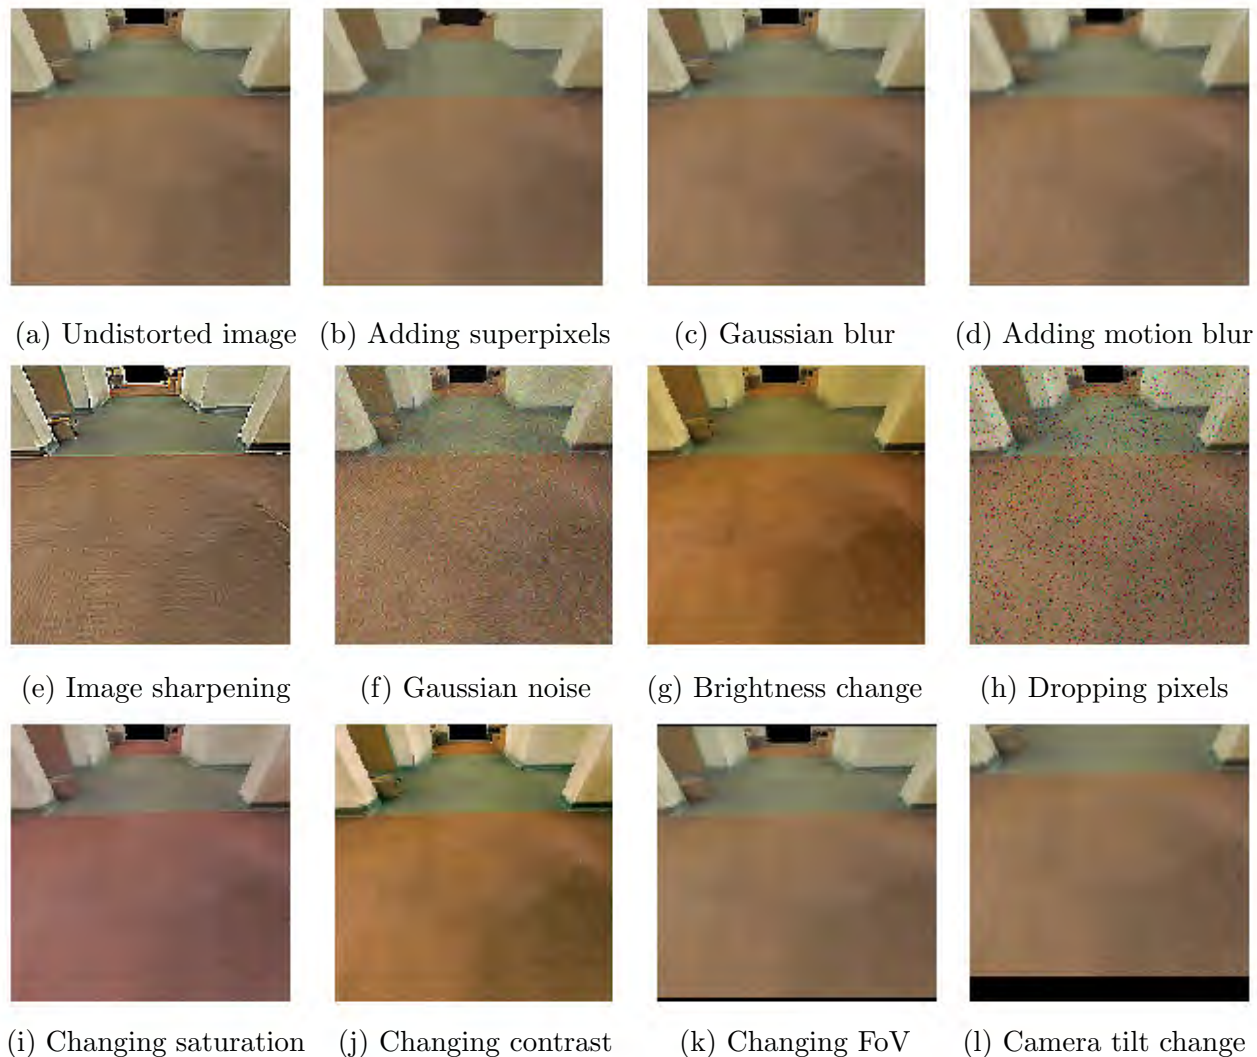 (a) Undistorted image (b) Adding superpixels (c) Gaussian blur (d) Adding motion blur
(e) Image sharpening (f) Gaussian noise (g) Brightness change (h) Dropping pixels
(i) Changing saturation (j) Changing contrast (k) Changing FoV (l) Camera tilt change